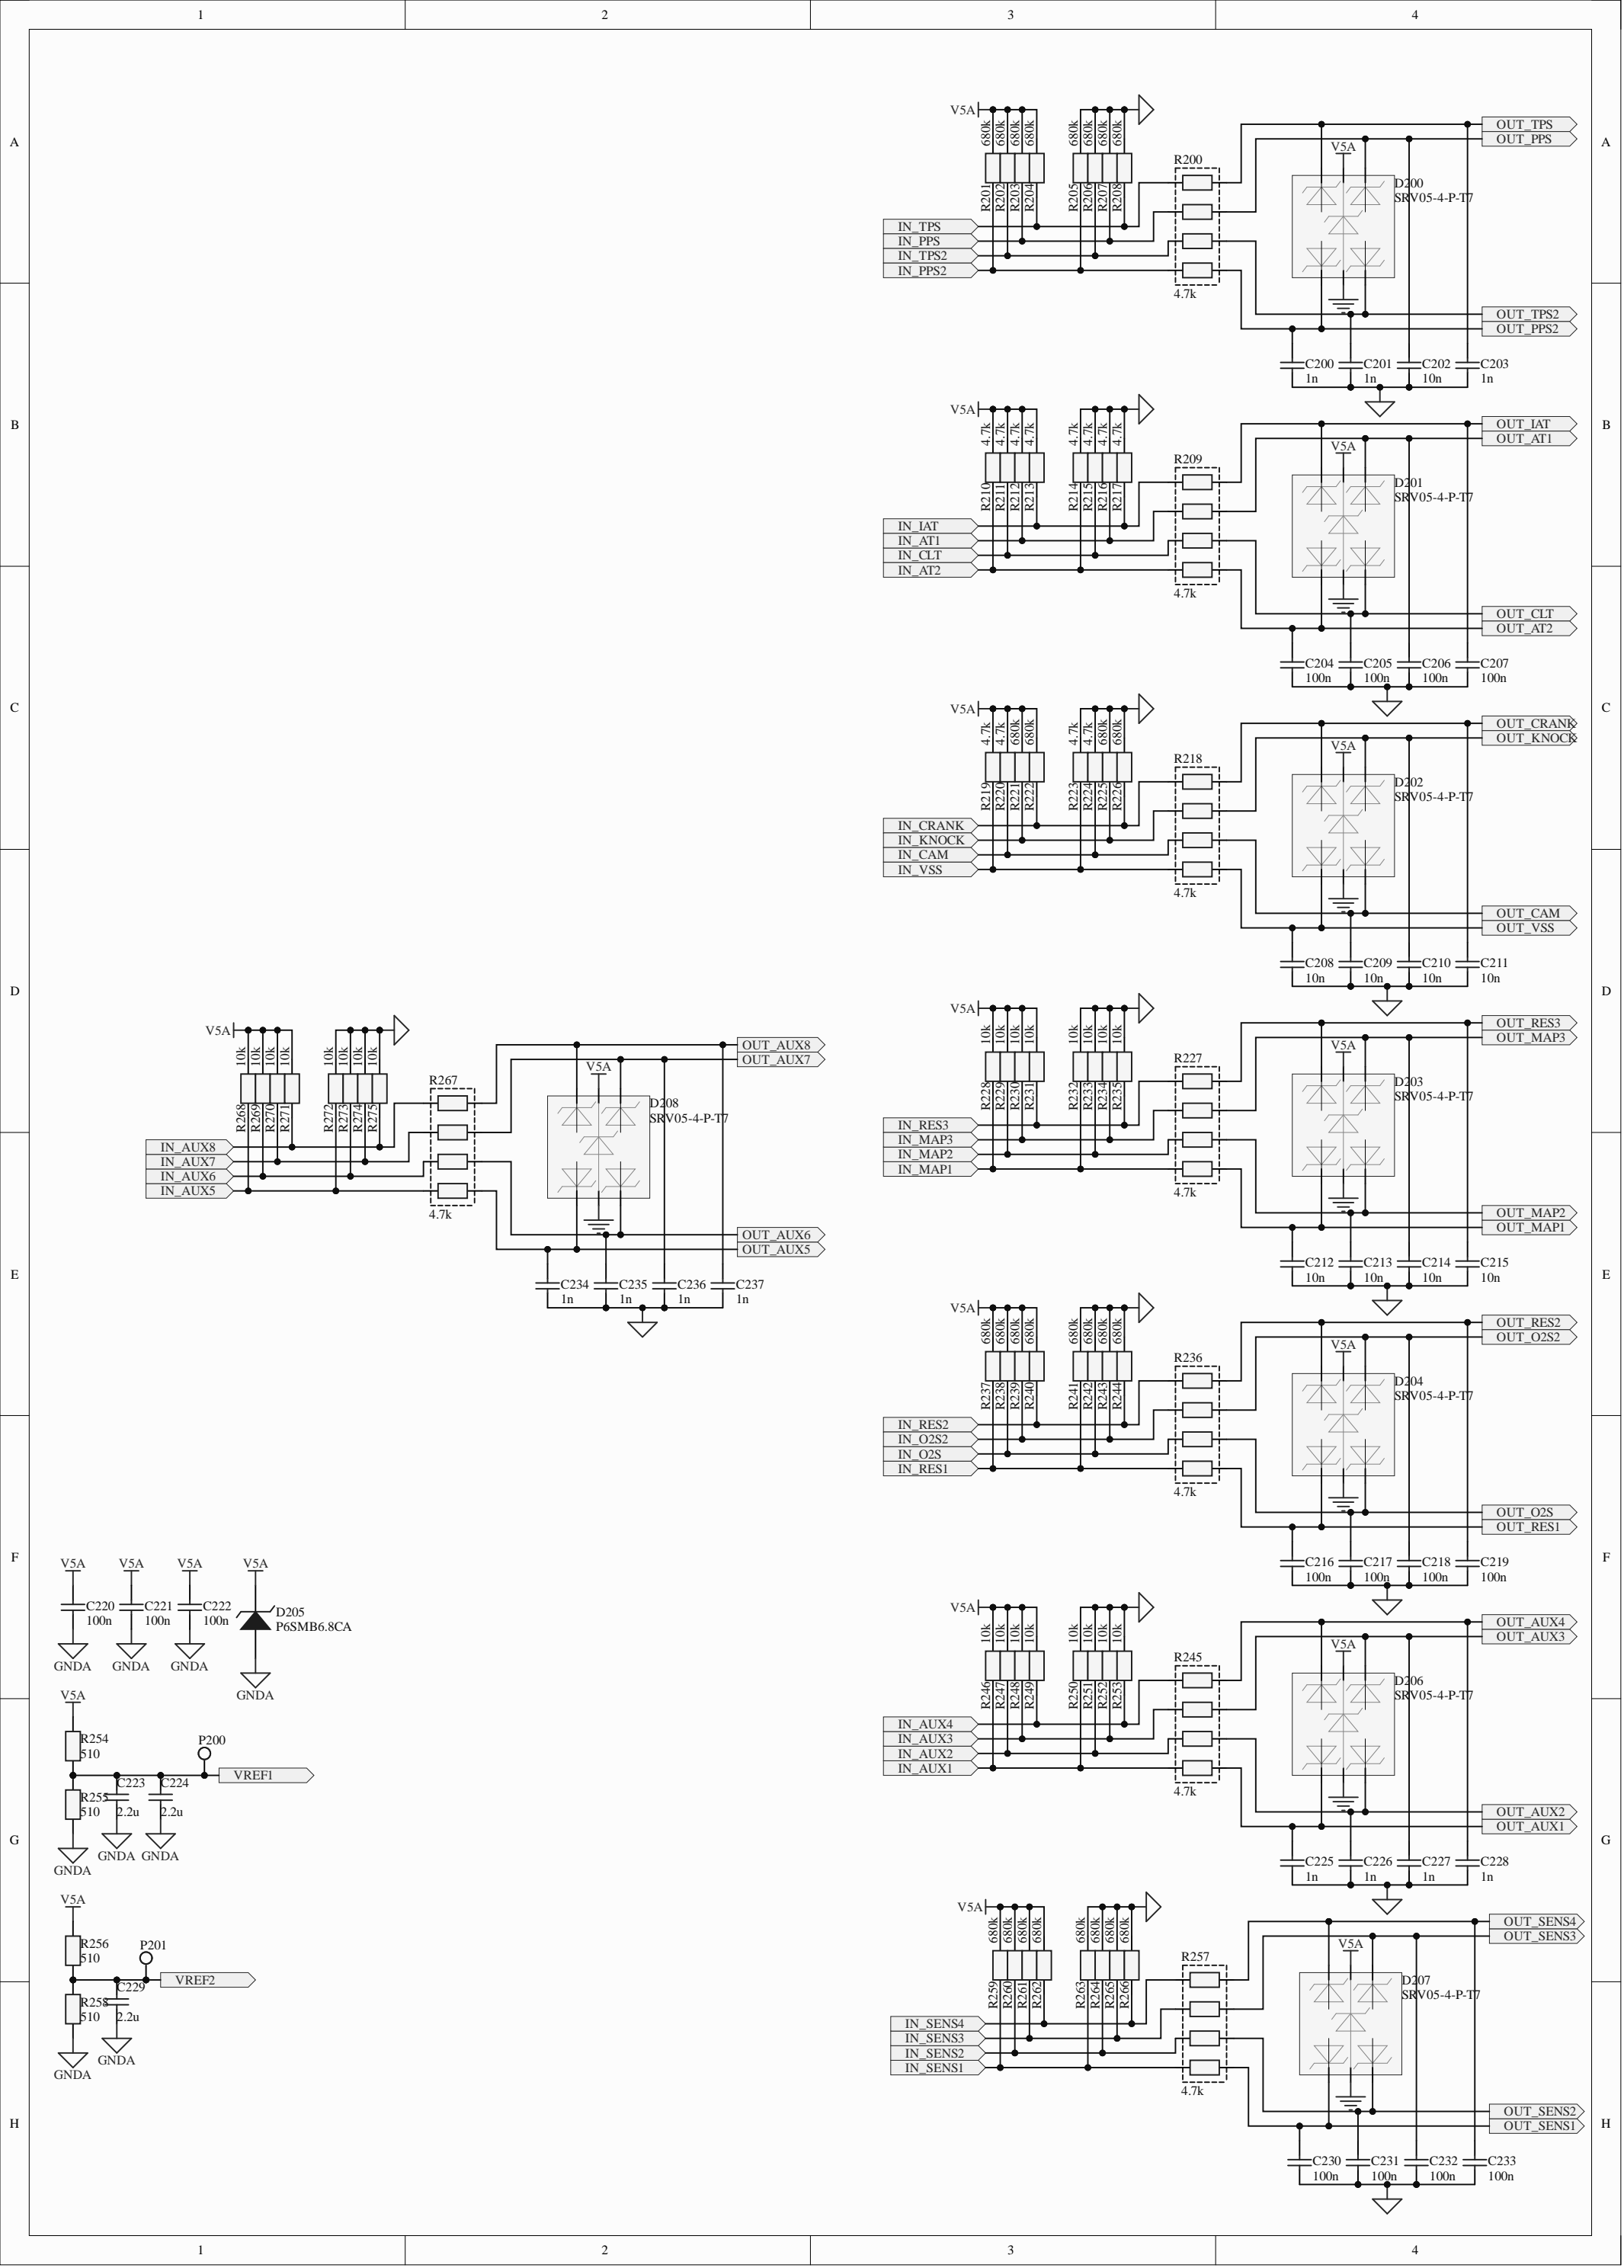 1 2 3 4
A A
V5A
680k 680k 680k 680k
680k 680k 680k 680k
R201 R202 R203 R204
R205 R206 R207 R208
R200
4.7k
IN_TPS
IN_PPS
IN_TPS2
IN_PPS2
V5A
D200
SRV05-4-P-T7
OUT_TPS
OUT_PPS
OUT_TPS2
OUT_PPS2
C200 C201 C202 C203
1n 1n 10n 1n
B B
V5A
4.7k 4.7k 4.7k 4.7k
4.7k 4.7k 4.7k 4.7k
R210 R211 R212 R213
R214 R215 R216 R217
R209
4.7k
IN_IAT
IN_AT1
IN_CLT
IN_AT2
V5A
D201
SRV05-4-P-T7
OUT_IAT
OUT_AT1
OUT_CLT
OUT_AT2
C204 C205 C206 C207
100n 100n 100n 100n
C C
V5A
4.7k 4.7k 680k 680k
4.7k 4.7k 680k 680k
R219 R220 R221 R222
R223 R224 R225 R226
R218
4.7k
IN_CRANK
IN_KNOCK
IN_CAM
IN_VSS
V5A
D202
SRV05-4-P-T7
OUT_CRANK
OUT_KNOCK
OUT_CAM
OUT_VSS
C208 C209 C210 C211
10n 10n 10n 10n
D D
V5A
10k 10k 10k 10k
10k 10k 10k 10k
R228 R229 R230 R231
R232 R233 R234 R235
R227
4.7k
IN_RES3
IN_MAP3
IN_MAP2
IN_MAP1
V5A
D203
SRV05-4-P-T7
OUT_RES3
OUT_MAP3
OUT_MAP2
OUT_MAP1
C212 C213 C214 C215
10n 10n 10n 10n
V5A
10k 10k 10k 10k
10k 10k 10k 10k
R268 R269 R270 R271
R272 R273 R274 R275
R267
4.7k
IN_AUX8
IN_AUX7
IN_AUX6
IN_AUX5
V5A
D208
SRV05-4-P-T7
OUT_AUX8
OUT_AUX7
OUT_AUX6
OUT_AUX5
C234 C235 C236 C237
1n 1n 1n 1n
E E
V5A
680k 680k 680k 680k
680k 680k 680k 680k
R237 R238 R239 R240
R241 R242 R243 R244
R236
4.7k
IN_RES2
IN_O2S2
IN_O2S
IN_RES1
V5A
D204
SRV05-4-P-T7
OUT_RES2
OUT_O2S2
OUT_O2S
OUT_RES1
C216 C217 C218 C219
100n 100n 100n 100n
F F
V5A V5A V5A V5A
C220 C221 C222 D205
100n 100n 100n P6SMB6.8CA
GNDA GNDA GNDA GNDA
V5A
10k 10k 10k 10k
10k 10k 10k 10k
R246 R247 R248 R249
R250 R251 R252 R253
R245
4.7k
IN_AUX4
IN_AUX3
IN_AUX2
IN_AUX1
V5A
D206
SRV05-4-P-T7
OUT_AUX4
OUT_AUX3
OUT_AUX2
OUT_AUX1
C225 C226 C227 C228
1n 1n 1n 1n
G G
V5A
R254
510
P200
VREF1
R255 C223 C224
510 2.2u 2.2u
GNDA GNDA GNDA
V5A
R256
510
P201
VREF2
R258 C229
510 2.2u
GNDA GNDA
V5A
680k 680k 680k 680k
680k 680k 680k 680k
R259 R260 R261 R262
R263 R264 R265 R266
R257
4.7k
IN_SENS4
IN_SENS3
IN_SENS2
IN_SENS1
V5A
D207
SRV05-4-P-T7
OUT_SENS4
OUT_SENS3
OUT_SENS2
OUT_SENS1
C230 C231 C232 C233
100n 100n 100n 100n
H H
1 2 3 4